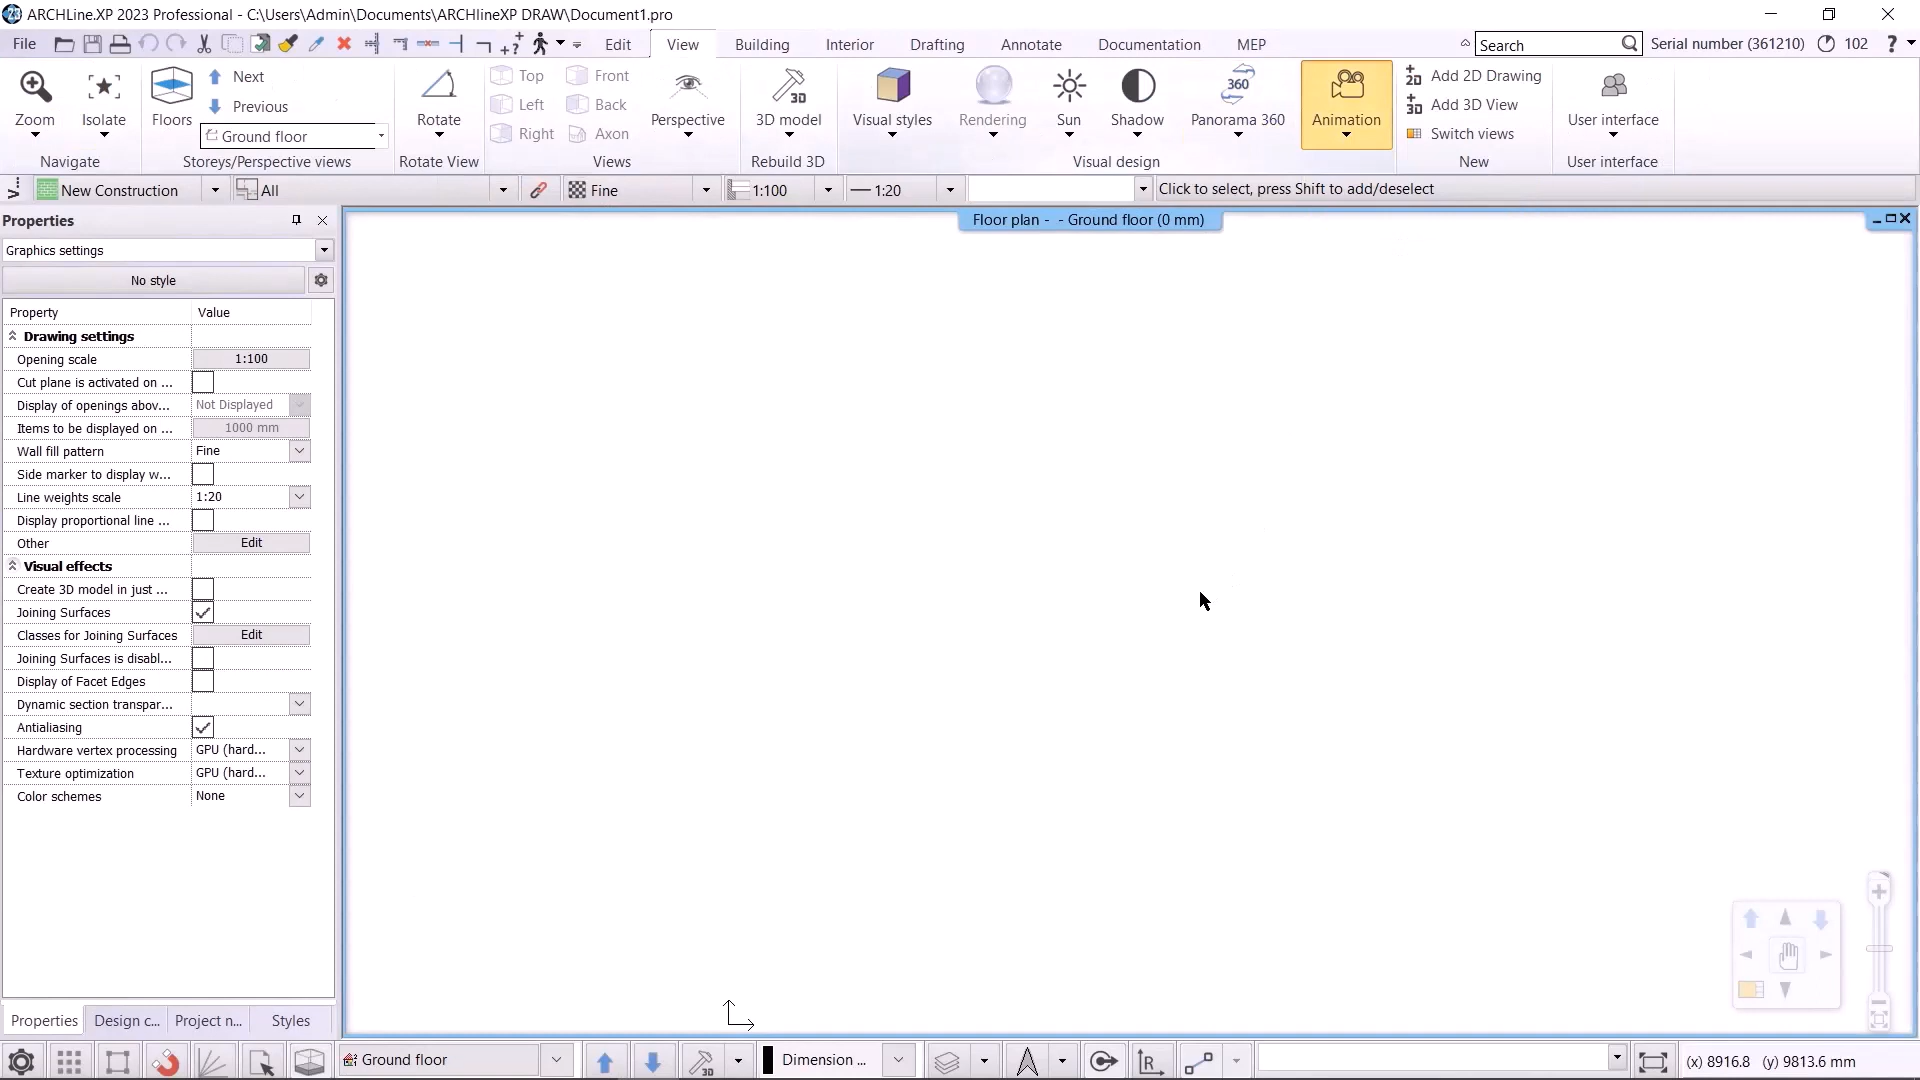 ARCHLine.XP 2023 Professional - C:\Users\Admin\Documents\ARCHlineXP DRAW\Document1.pro
File Edit View Building Interior Drafting Annotate Documentation MEP Search Serial number (361210) 102 ?
Zoom Isolate Floors Next Previous Ground floor Rotate Top Front Left Back Right Axon Perspective 3D 3D model Visual styles Rendering Sun Shadow 360 Panorama 360 Animation 2D Add 2D Drawing 3D Add 3D View Switch views User interface
Navigate Storeys/Perspective views Rotate View Views Rebuild 3D Visual design New User interface
New Construction All Fine 1:100 1:20 Click to select, press Shift to add/deselect
Properties
Floor plan - - Ground floor (0 mm)
Graphics settings
No style
Property Value
Drawing settings
Opening scale 1:100
Cut plane is activated on ...
Display of openings abov... Not Displayed
Items to be displayed on ... 1000 mm
Wall fill pattern Fine
Side marker to display w...
Line weights scale 1:20
Display proportional line ...
Other Edit
Visual effects
Create 3D model in just ...
Joining Surfaces
Classes for Joining Surfaces Edit
Joining Surfaces is disabl...
Display of Facet Edges
Dynamic section transpar...
Antialiasing
Hardware vertex processing GPU (hard...
Texture optimization GPU (hard...
Color schemes None
Properties Design c... Project n... Styles
Ground floor 3D Dimension ... R (x) 8916.8 (y) 9813.6 mm